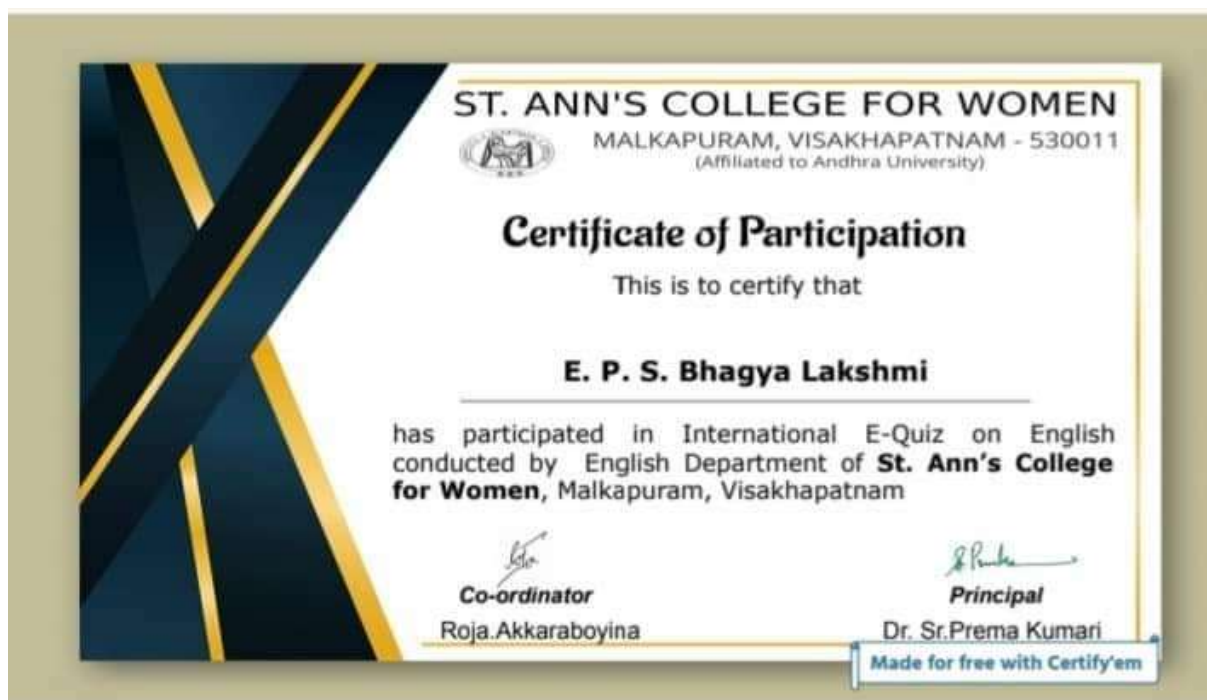 ST. ANN'S COLLEGE FOR WOMEN
MALKAPURAM, VISAKHAPATNAM - 530011
(Affiliated to Andhra University)
Certificate of Participation
This is to certify that
E. P. S. Bhagya Lakshmi
has participated in International E-Quiz on English
conducted by English Department of St. Ann’s College
for Women, Malkapuram, Visakhapatnam
Co-ordinator
Principal
Roja.Akkaraboyina
Dr. Sr.Prema Kumari
Made for free with Certify'em